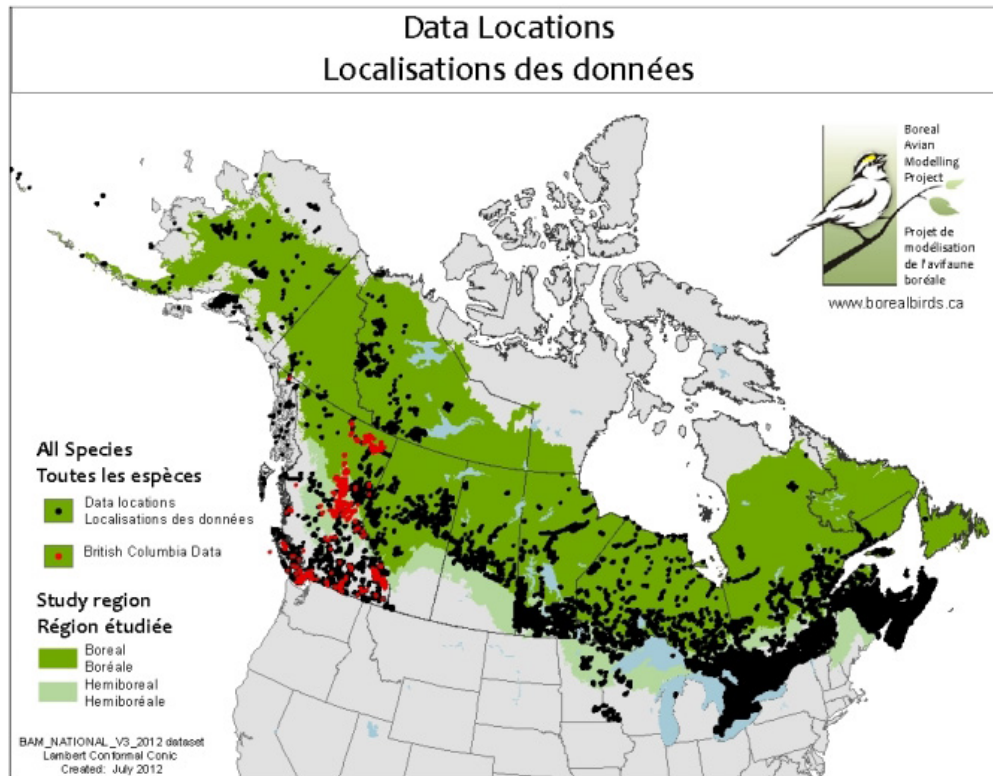 Data Locations
Localisations des données
Boreal
Avian
Modelling
Project
Projet de
modélisation
de l'avifaune
boréale
www.borealbirds.ca
All Species
Toutes les espèces
Data locations
Localisations des données
British Columbia Data
Study region
Région étudiée
Boreal
Boréale
Hemiboreal
Hemiboréale
BAM_NATIONAL_V3_2012 dataset
Lambert Conformal Conic
Created: July 2012